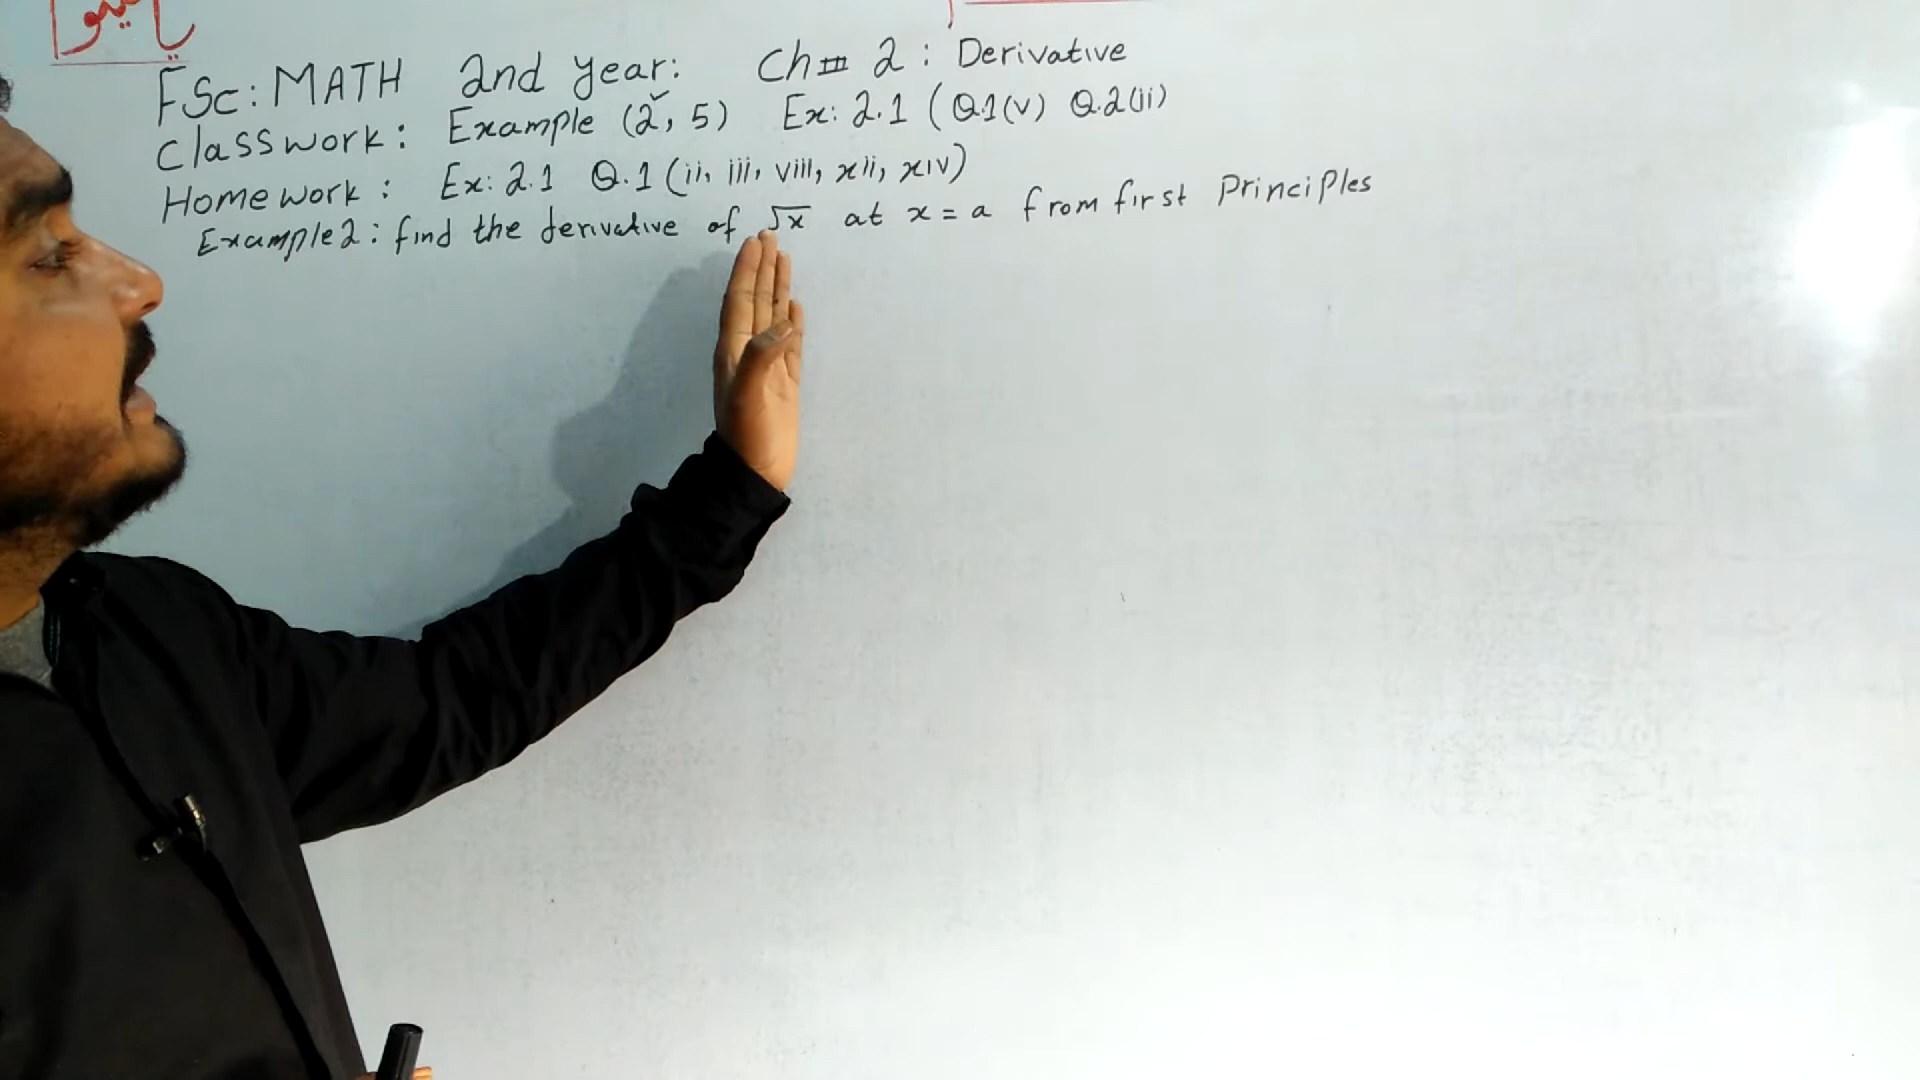 FSc: MATH 2nd year: Ch# 2: Derivative
Classwork: Example (2, 5) Ex: 2.1 (Q.1(v) Q.2(ii)
Homework: Ex: 2.1 Q.1 (ii, iii, viii, xii, xiv)
Example 2: find the derivative of √x at x = a from first Principles